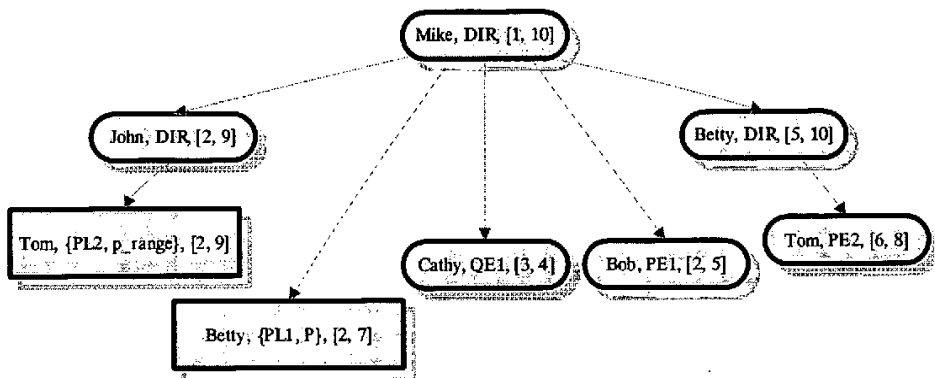 Mike, DIR, [1, 10]
John, DIR, [2, 9]
Betty, DIR, [5, 10]
Tom, {PL2, p_range}, [2, 9]
Cathy, QE1, [3, 4]
Bob, PE1, [2, 5]
Tom, PE2, [6, 8]
Betty, {PL1, P}, [2, 7]